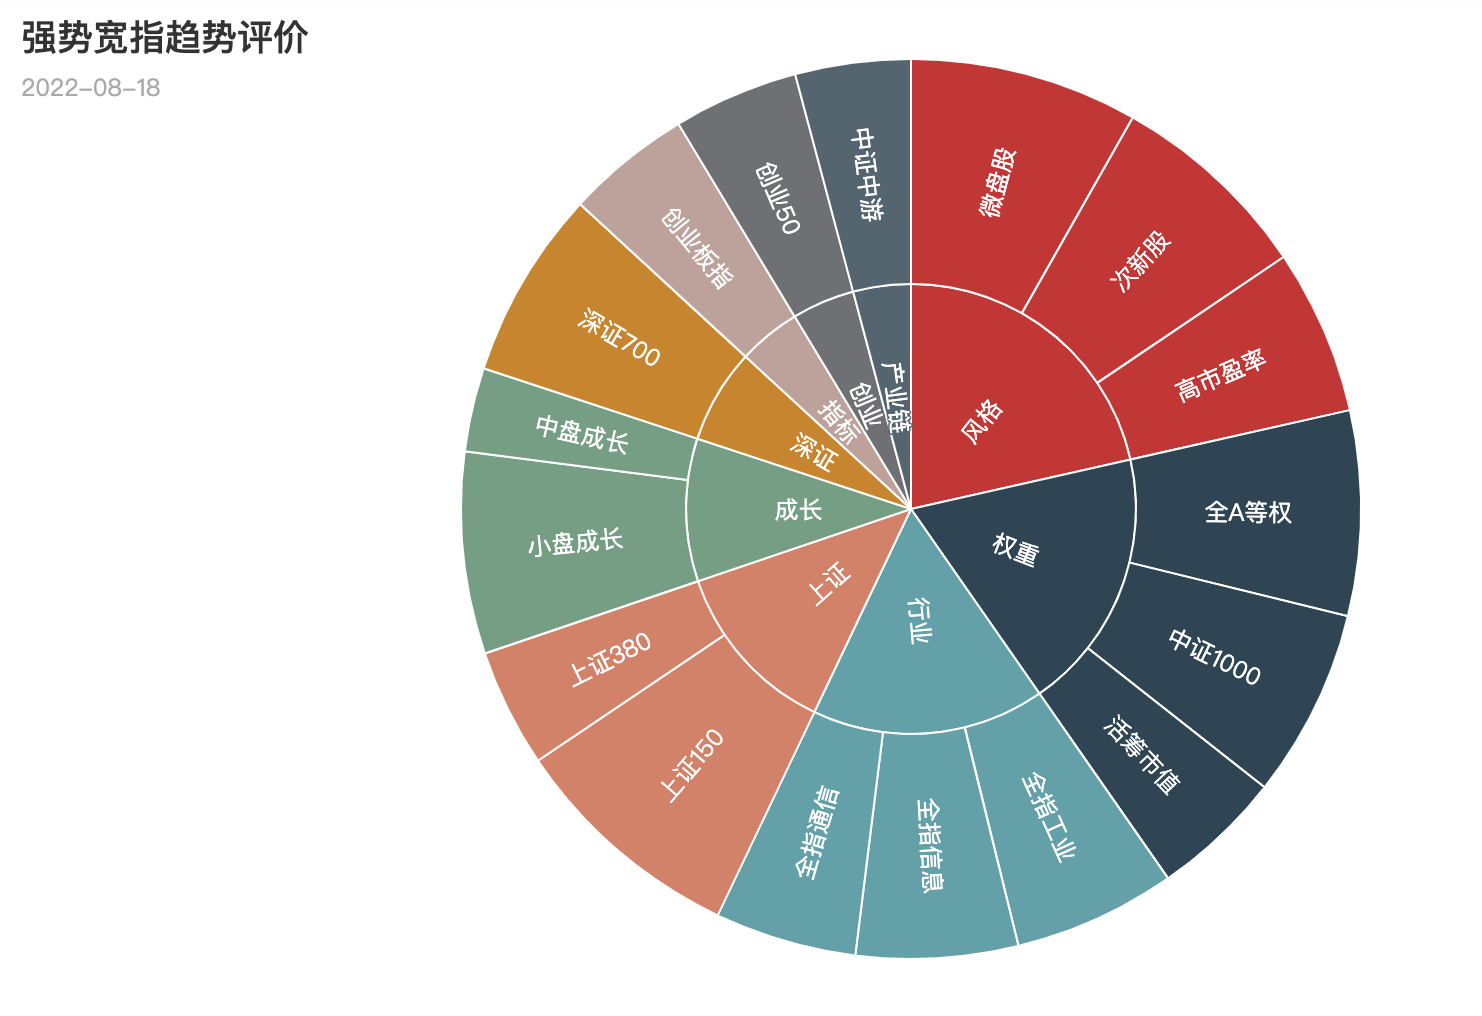 强势宽指趋势评价
2022-08-18
风格
微盘股
次新股
高市盈率
权重
全A等权
中证1000
活筹市值
行业
全指工业
全指信息
全指通信
上证
上证150
上证380
成长
小盘成长
中盘成长
深证
深证700
指标
创业板指
创业
创业50
产业链
中证中游